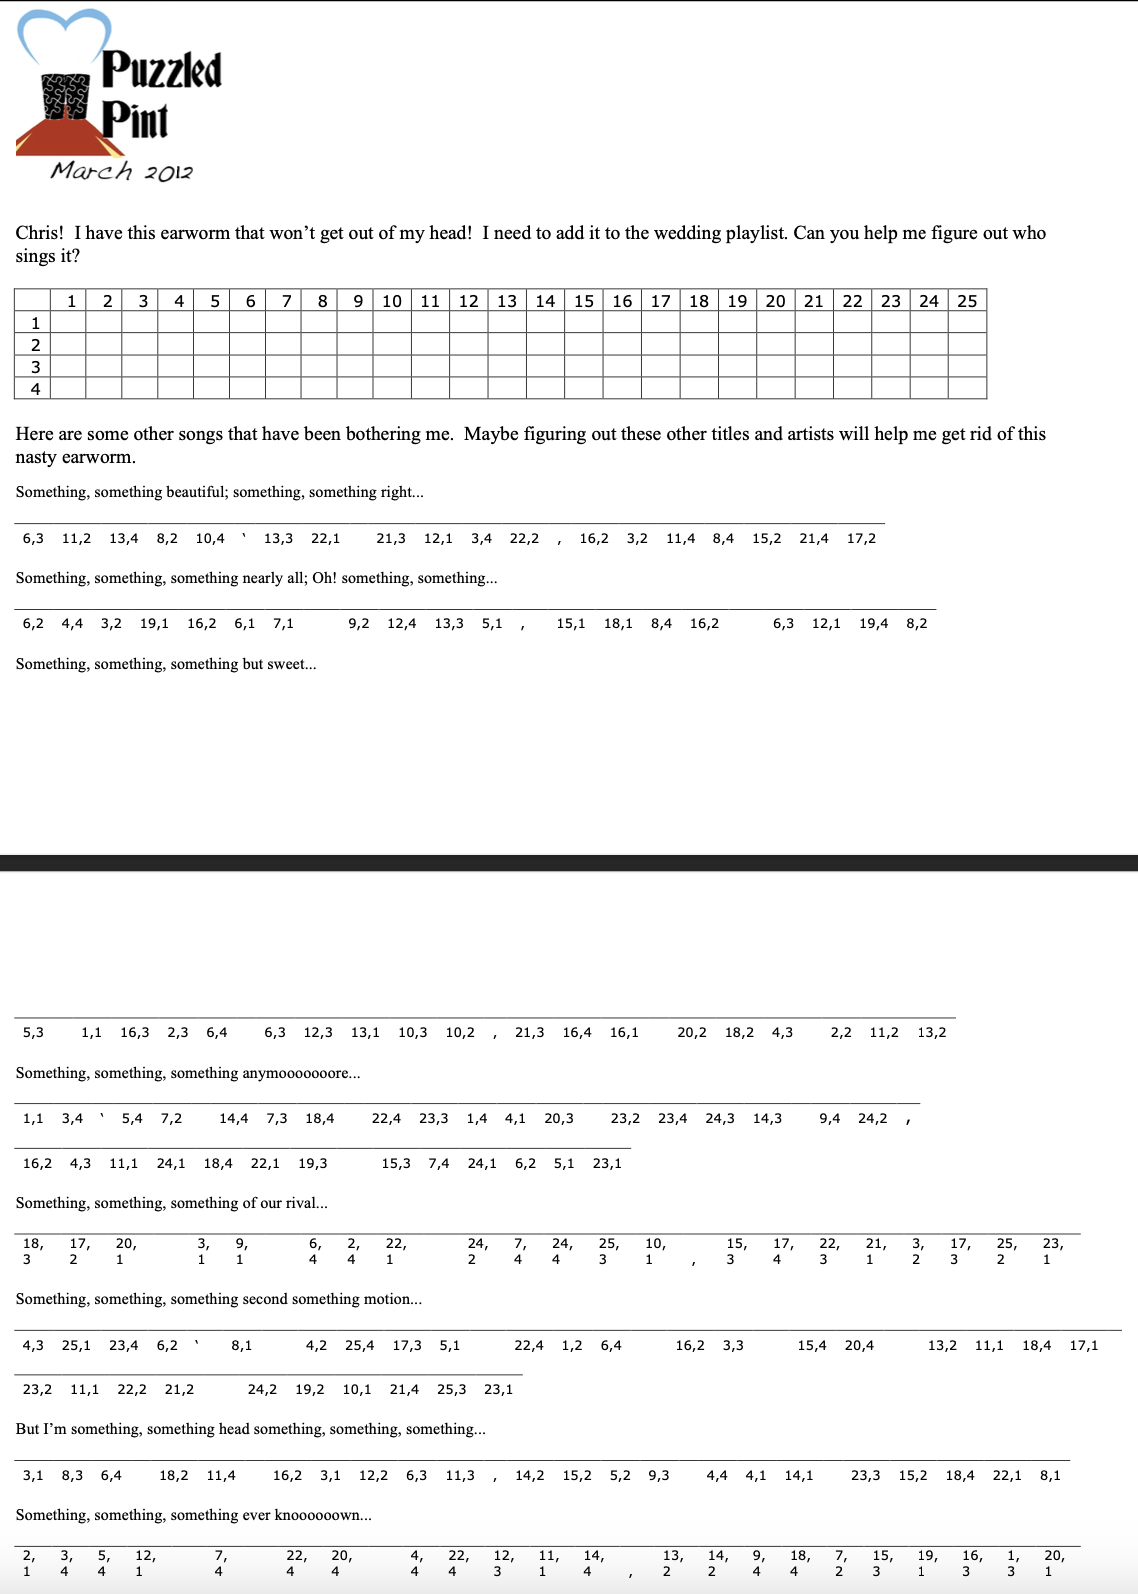 Puzzled
Pint
March 2012
Chris! I have this earworm that won’t get out of my head! I need to add it to the wedding playlist. Can you help me figure out who
sings it?
1 2 3 4 5 6 7 8 9 10 11 12 13 14 15 16 17 18 19 20 21 22 23 24 25
1
2
3
4
Here are some other songs that have been bothering me. Maybe figuring out these other titles and artists will help me get rid of this
nasty earworm.
Something, something beautiful; something, something right...
6,3 11,2 13,4 8,2 10,4 ‘ 13,3 22,1 21,3 12,1 3,4 22,2 , 16,2 3,2 11,4 8,4 15,2 21,4 17,2
Something, something, something nearly all; Oh! something, something...
6,2 4,4 3,2 19,1 16,2 6,1 7,1 9,2 12,4 13,3 5,1 , 15,1 18,1 8,4 16,2 6,3 12,1 19,4 8,2
Something, something, something but sweet...
5,3 1,1 16,3 2,3 6,4 6,3 12,3 13,1 10,3 10,2 , 21,3 16,4 16,1 20,2 18,2 4,3 2,2 11,2 13,2
Something, something, something anymooooooore...
1,1 3,4 ‘ 5,4 7,2 14,4 7,3 18,4 22,4 23,3 1,4 4,1 20,3 23,2 23,4 24,3 14,3 9,4 24,2 ,
16,2 4,3 11,1 24,1 18,4 22,1 19,3 15,3 7,4 24,1 6,2 5,1 23,1
Something, something, something of our rival...
18, 17, 20, 3, 9, 6, 2, 22, 24, 7, 24, 25, 10, 15, 17, 22, 21, 3, 17, 25, 23,
3 2 1 1 1 4 4 1 2 4 4 3 1 , 3 4 3 1 2 3 2 1
Something, something, something second something motion...
4,3 25,1 23,4 6,2 ‘ 8,1 4,2 25,4 17,3 5,1 22,4 1,2 6,4 16,2 3,3 15,4 20,4 13,2 11,1 18,4 17,1
23,2 11,1 22,2 21,2 24,2 19,2 10,1 21,4 25,3 23,1
But I’m something, something head something, something, something...
3,1 8,3 6,4 18,2 11,4 16,2 3,1 12,2 6,3 11,3 , 14,2 15,2 5,2 9,3 4,4 4,1 14,1 23,3 15,2 18,4 22,1 8,1
Something, something, something ever knoooooown...
2, 3, 5, 12, 7, 22, 20, 4, 22, 12, 11, 14, 13, 14, 9, 18, 7, 15, 19, 16, 1, 20,
1 4 4 1 4 4 4 4 4 3 1 4 , 2 2 4 4 2 3 1 3 3 1